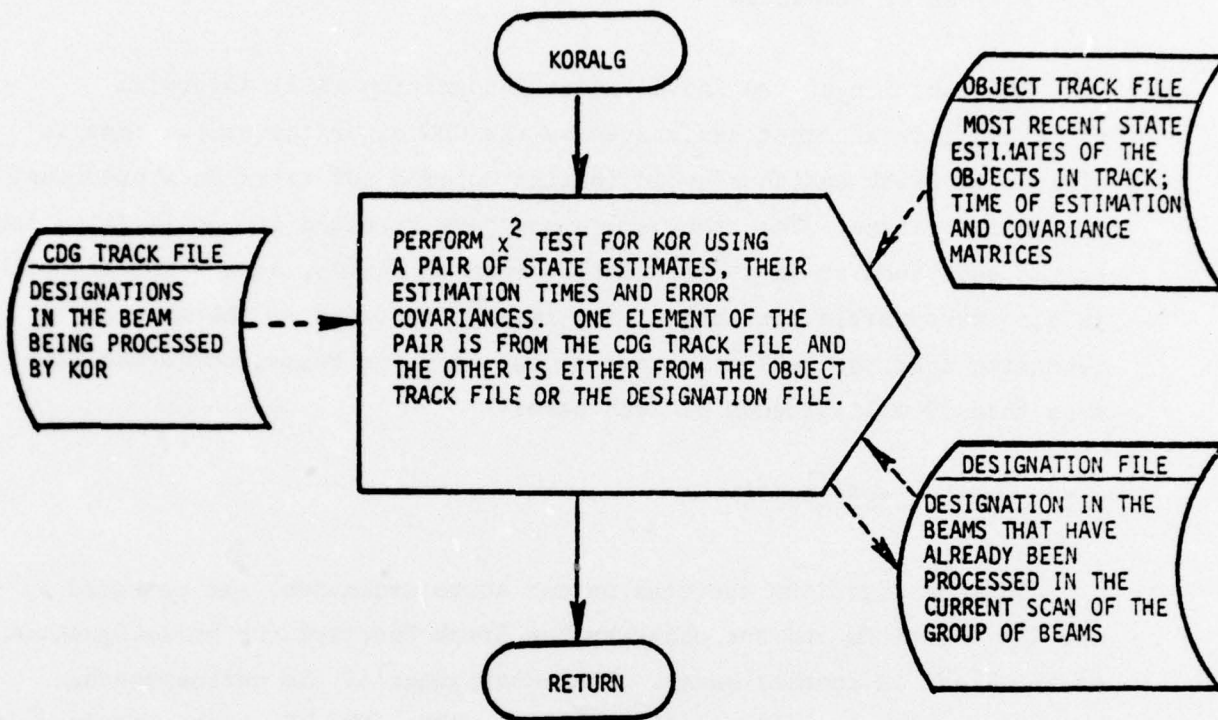 KORALG
OBJECT TRACK FILE
MOST RECENT STATE
ESTIMATES OF THE
OBJECTS IN TRACK;
TIME OF ESTIMATION
AND COVARIANCE
MATRICES
CDG TRACK FILE
DESIGNATIONS
IN THE BEAM
BEING PROCESSED
BY KOR
PERFORM χ² TEST FOR KOR USING
A PAIR OF STATE ESTIMATES, THEIR
ESTIMATION TIMES AND ERROR
COVARIANCES. ONE ELEMENT OF THE
PAIR IS FROM THE CDG TRACK FILE AND
THE OTHER IS EITHER FROM THE OBJECT
TRACK FILE OR THE DESIGNATION FILE.
DESIGNATION FILE
DESIGNATION IN THE
BEAMS THAT HAVE
ALREADY BEEN
PROCESSED IN THE
CURRENT SCAN OF THE
GROUP OF BEAMS
RETURN